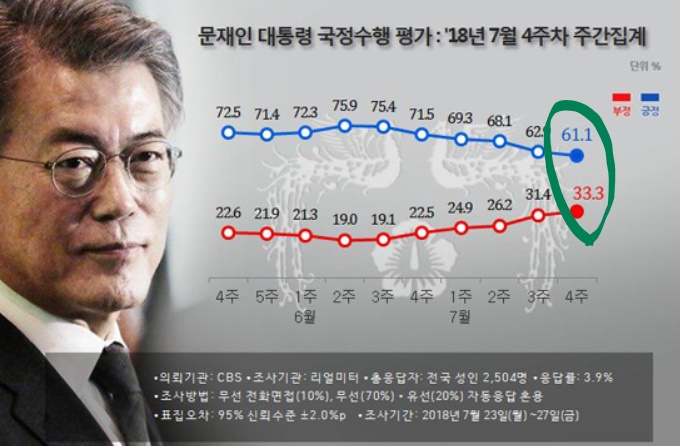 문재인 대통령 국정수행 평가 : '18년 7월 4주차 주간집계
단위 %
부정 긍정
72.5 71.4 72.3 75.9 75.4 71.5 69.3 68.1 62.9 61.1
22.6 21.9 21.3 19.0 19.1 22.5 24.9 26.2 31.4 33.3
4주 5주 1주 2주 3주 4주 1주 2주 3주 4주
6월 7월
•의뢰기관: CBS •조사기관: 리얼미터 •총응답자: 전국 성인 2,504명 •응답률: 3.9%
•조사방법: 무선 전화면접(10%), 무선(70%)·유선(20%) 자동응답 혼용
•표집오차: 95% 신뢰수준 ±2.0%p •조사기간: 2018년 7월 23일(월) ~27일(금)